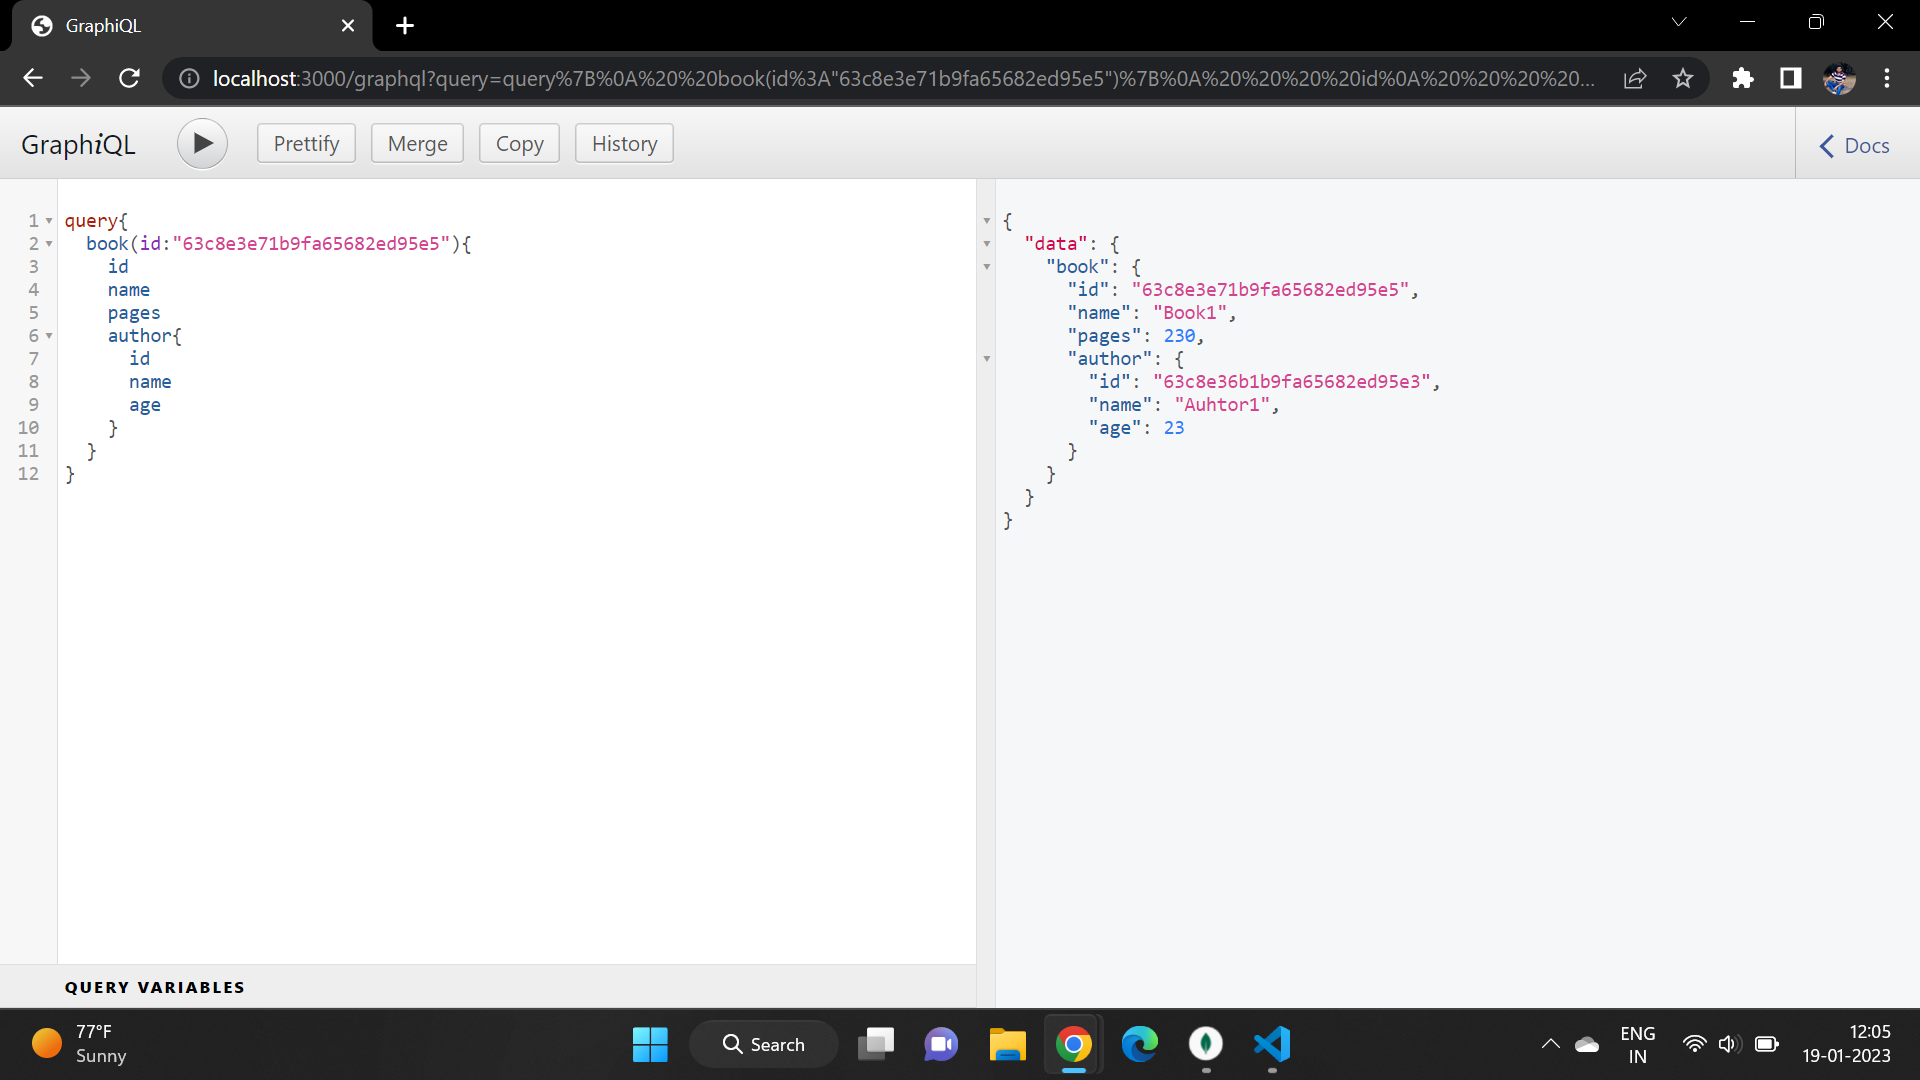 GraphiQL
localhost:3000/graphql?query=query%7B%0A%20%20book(id%3A"63c8e3e71b9fa65682ed95e5")%7B%0A%20%20%20%20id%0A%20%20%20%20...
GraphiQL
Prettify
Merge
Copy
History
Docs
1 query{
2 book(id:"63c8e3e71b9fa65682ed95e5"){
3 id
4 name
5 pages
6 author{
7 id
8 name
9 age
10 }
11 }
12 }
{
"data": {
"book": {
"id": "63c8e3e71b9fa65682ed95e5",
"name": "Book1",
"pages": 230,
"author": {
"id": "63c8e36b1b9fa65682ed95e3",
"name": "Auhtor1",
"age": 23
}
}
}
}
QUERY VARIABLES
77°F
Sunny
Search
ENG
IN
12:05
19-01-2023